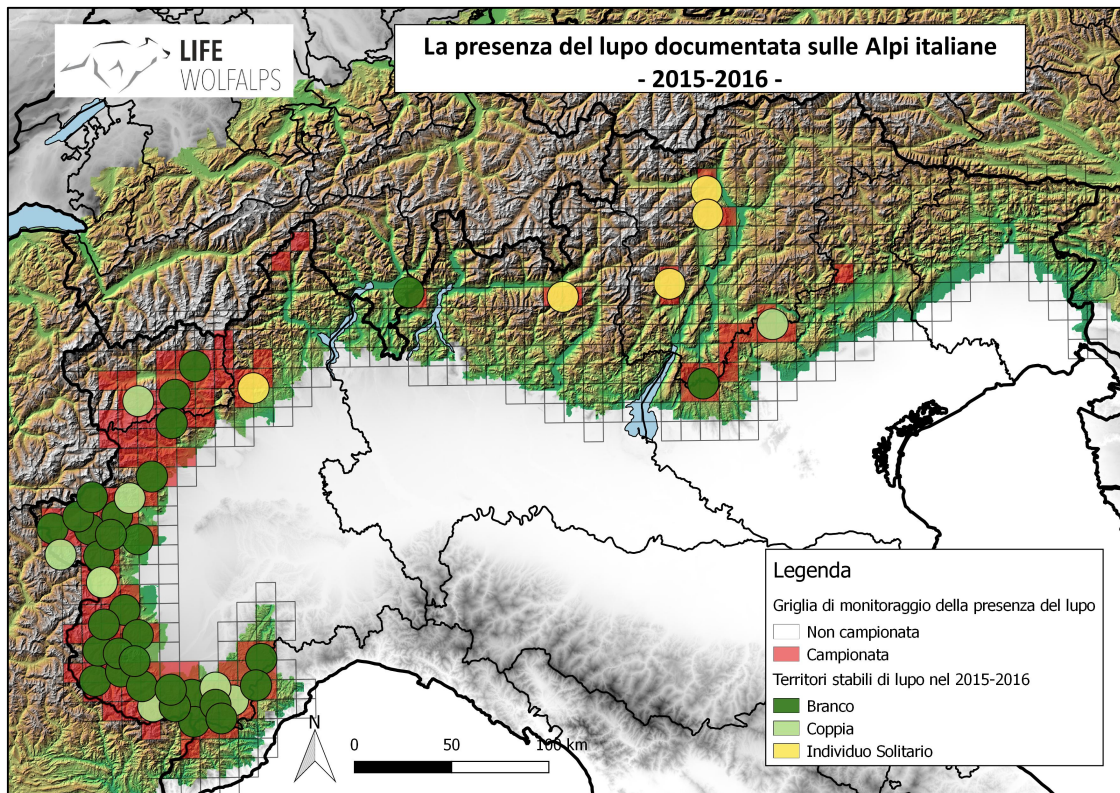 LIFE
WOLFALPS
La presenza del lupo documentata sulle Alpi italiane
- 2015-2016 -
Legenda
Griglia di monitoraggio della presenza del lupo
Non campionata
Campionata
Territori stabili di lupo nel 2015-2016
Branco
Coppia
Individuo Solitario
N
0 50 100 km